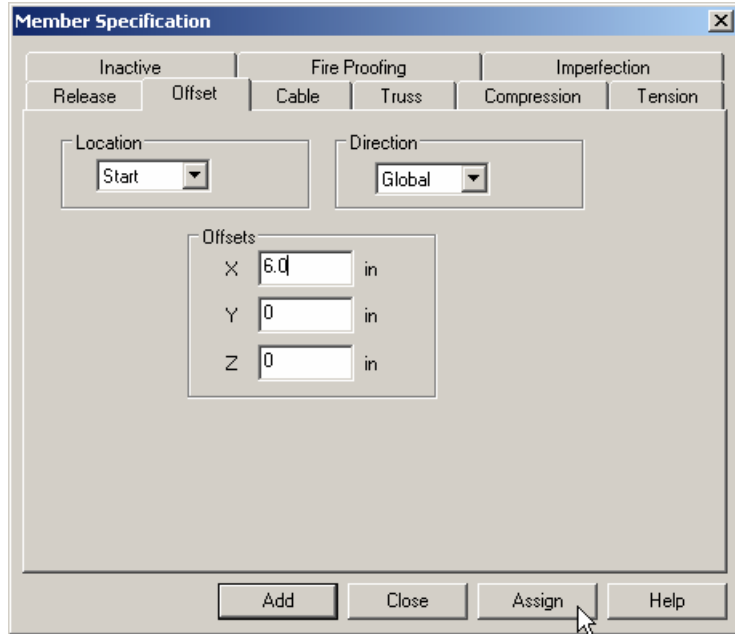 Member Specification
Inactive Fire Proofing Imperfection
Release Offset Cable Truss Compression Tension
Location Direction
Start Global
Offsets
X 6.0 in
Y 0 in
Z 0 in
Add Close Assign Help